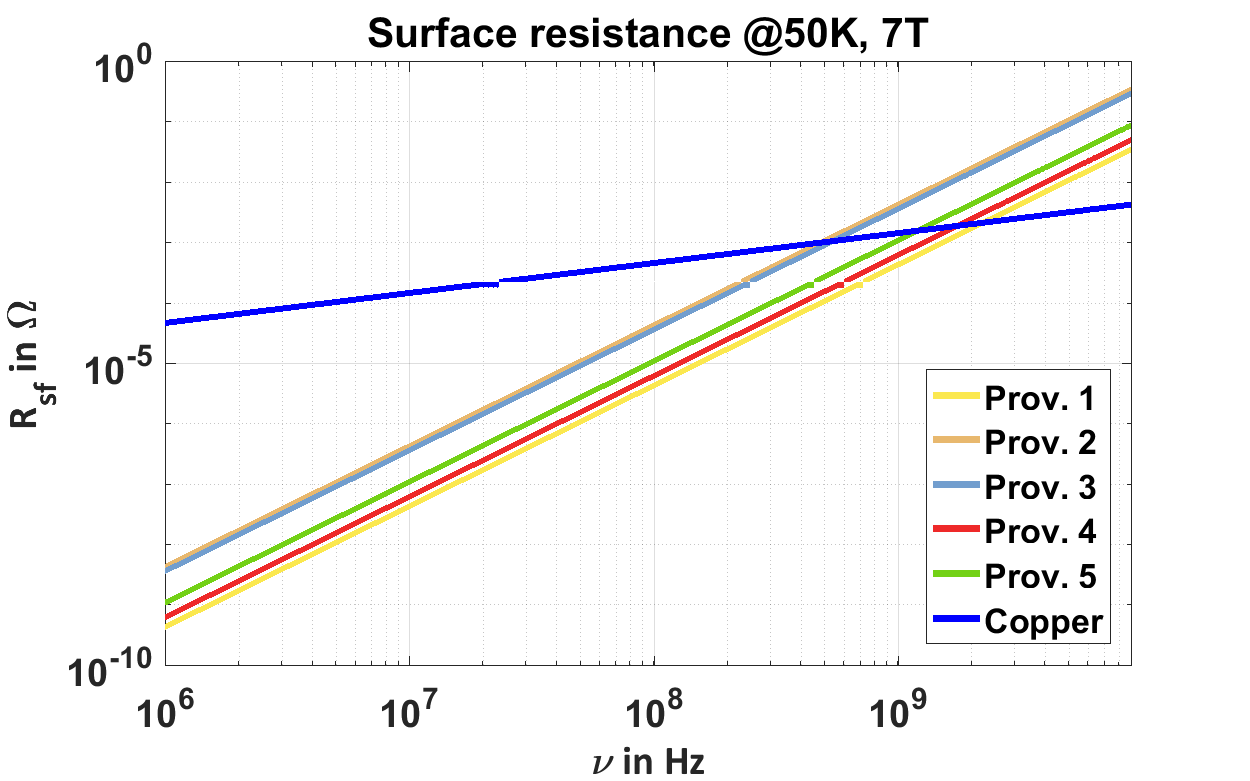 Surface resistance @50K, 7T
10^0
10^-5
10^-10
R_sf in Ω
10^6
10^7
10^8
10^9
ν in Hz
Prov. 1
Prov. 2
Prov. 3
Prov. 4
Prov. 5
Copper